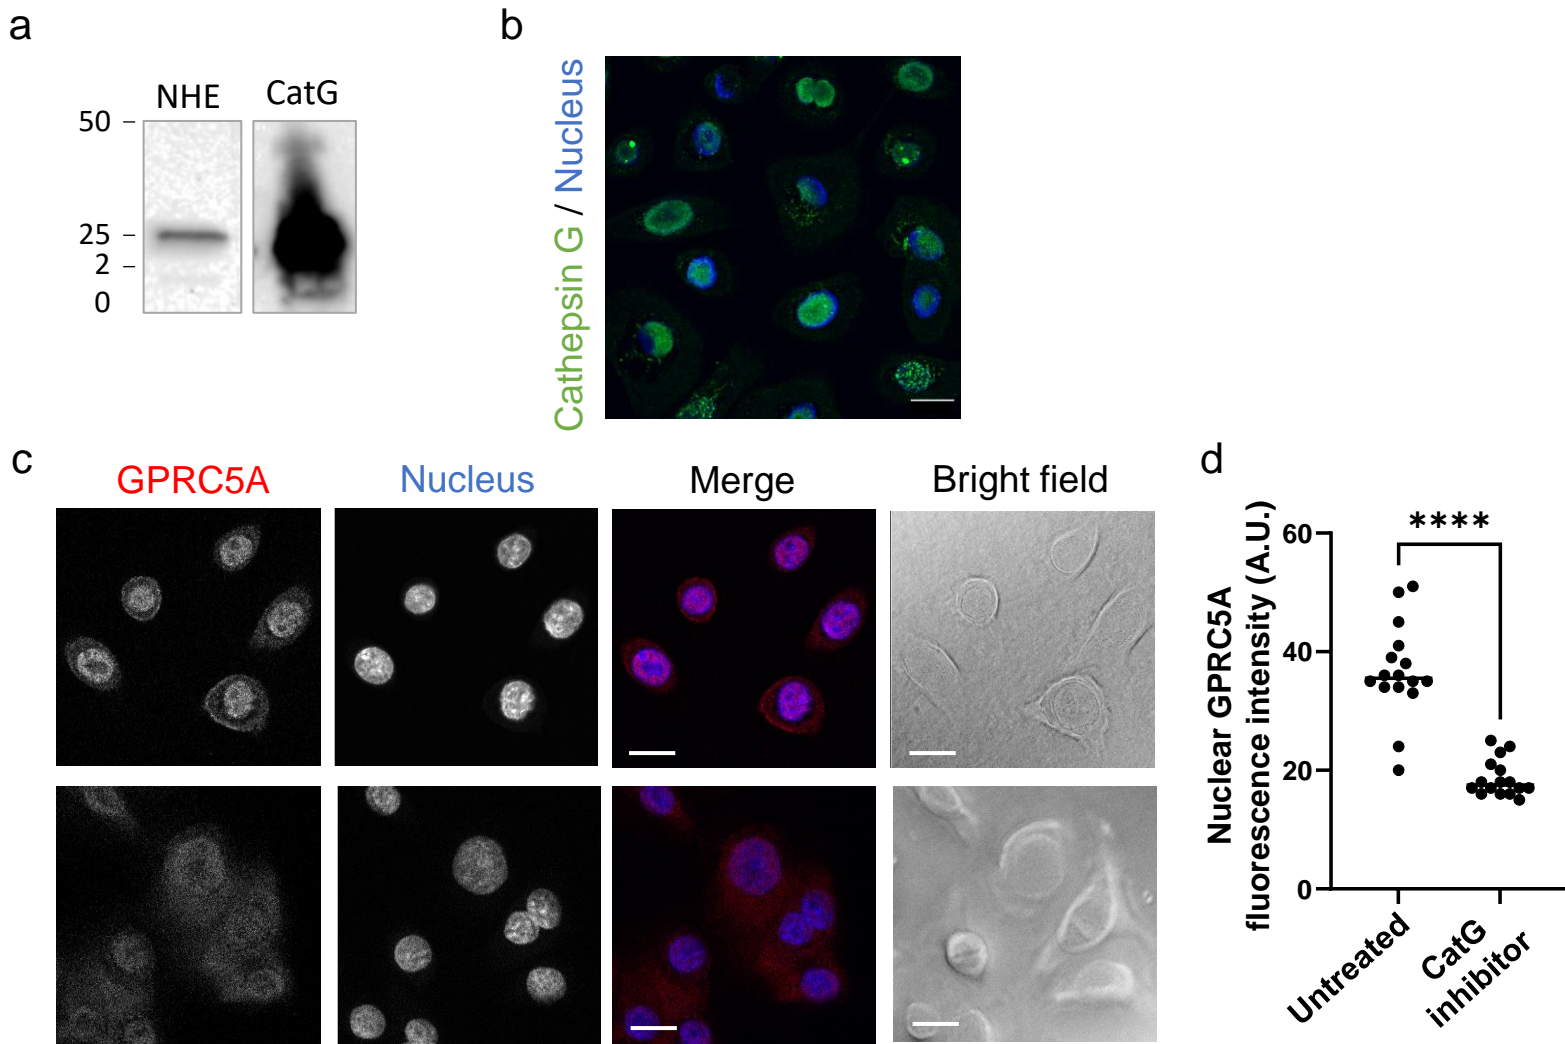 a
NHE CatG
50
25
2
0
b
Cathepsin G / Nucleus
c
GPRC5A Nucleus Merge Bright field
d
Nuclear GPRC5A
fluorescence intensity (A.U.)
****
60
40
20
0
Untreated
CatG
inhibitor